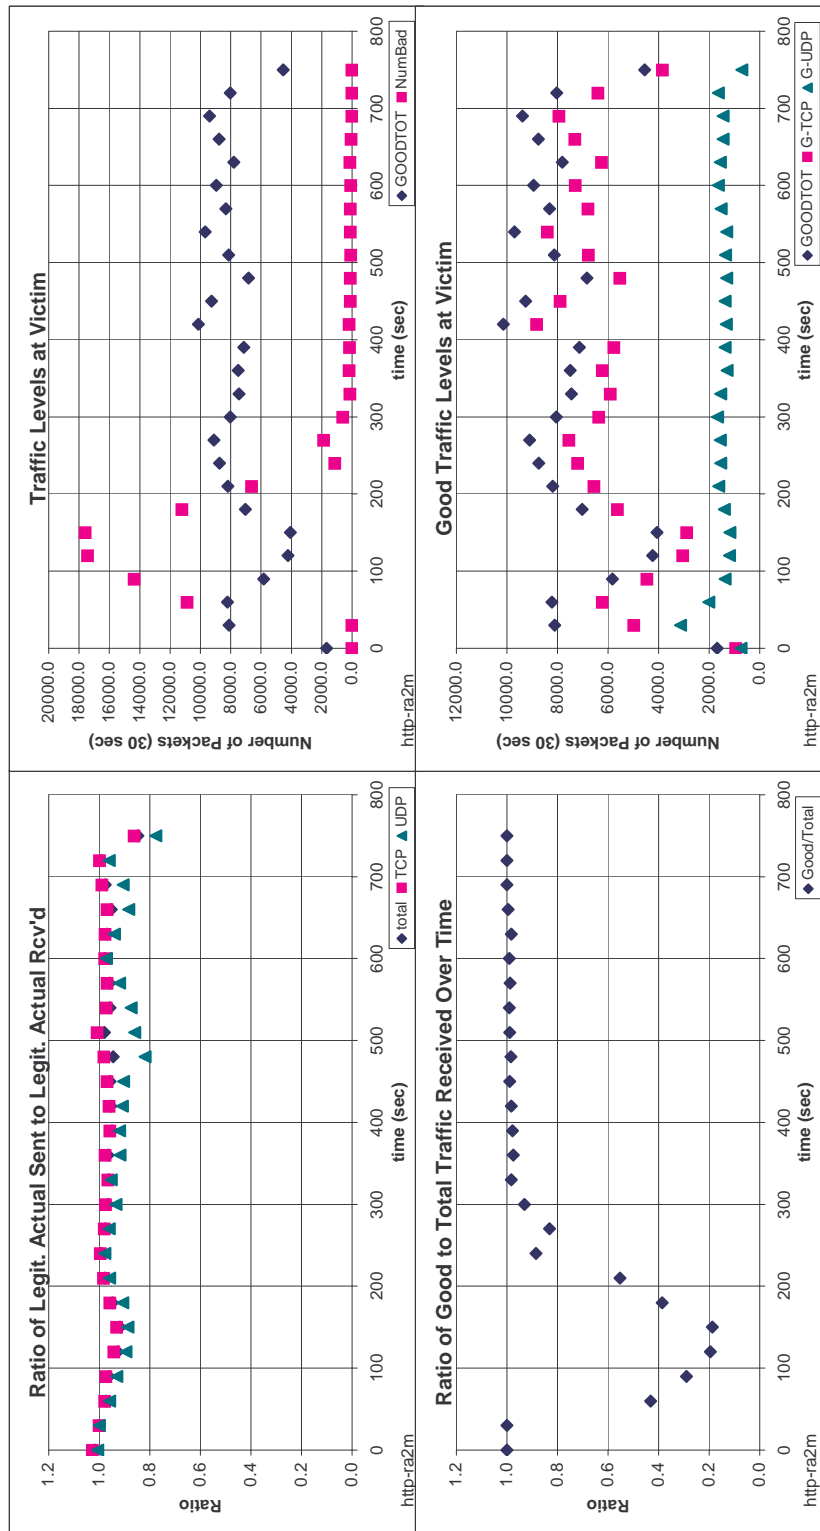 Ratio of Legit. Actual Sent to Legit. Actual Rcv'd
1.2
1.0
0.8
0.6
0.4
0.2
0.0
Ratio
0 100 200 300 400 500 600 700 800
time (sec)
http-ra2m
total TCP UDP
Traffic Levels at Victim
20000.0
18000.0
16000.0
14000.0
12000.0
10000.0
8000.0
6000.0
4000.0
2000.0
0.0
Number of Packets (30 sec)
0 100 200 300 400 500 600 700 800
time (sec)
http-ra2m
GOODTOT NumBad
Ratio of Good to Total Traffic Received Over Time
1.2
1.0
0.8
0.6
0.4
0.2
0.0
Ratio
0 100 200 300 400 500 600 700 800
time (sec)
http-ra2m
Good/Total
Good Traffic Levels at Victim
12000.0
10000.0
8000.0
6000.0
4000.0
2000.0
0.0
Number of Packets (30 sec)
0 100 200 300 400 500 600 700 800
time (sec)
http-ra2m
GOODTOT G-TCP G-UDP